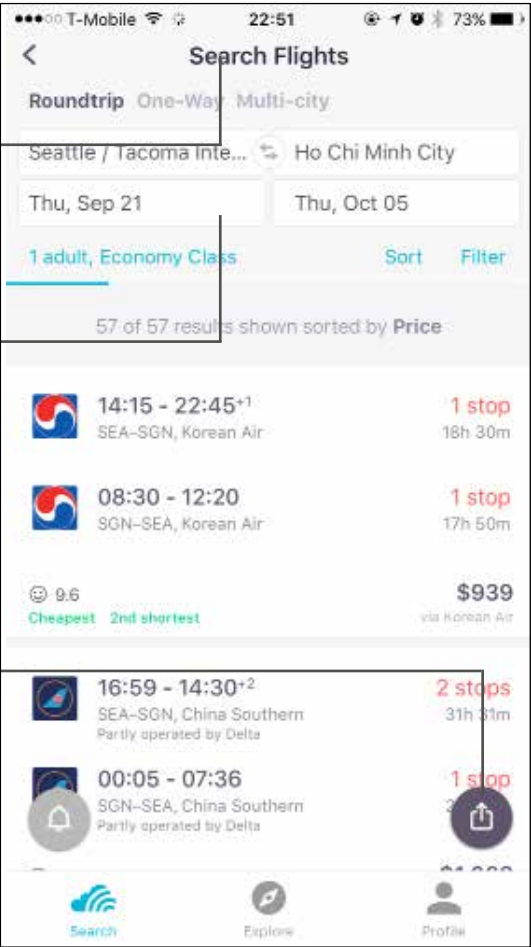 T-Mobile 22:51 73%
Search Flights
Roundtrip One-Way Multi-city
Seattle / Tacoma Inte... Ho Chi Minh City
Thu, Sep 21 Thu, Oct 05
1 adult, Economy Class Sort Filter
57 of 57 results shown sorted by Price
14:15 - 22:45+1 1 stop
SEA–SGN, Korean Air 18h 30m
08:30 - 12:20 1 stop
SGN–SEA, Korean Air 17h 50m
9.6 $939
Cheapest 2nd shortest via Korean Air
16:59 - 14:30+2 2 stops
SEA–SGN, China Southern 31h 31m
Partly operated by Delta
00:05 - 07:36 1 stop
SGN–SEA, China Southern
Partly operated by Delta
Search Explore Profile